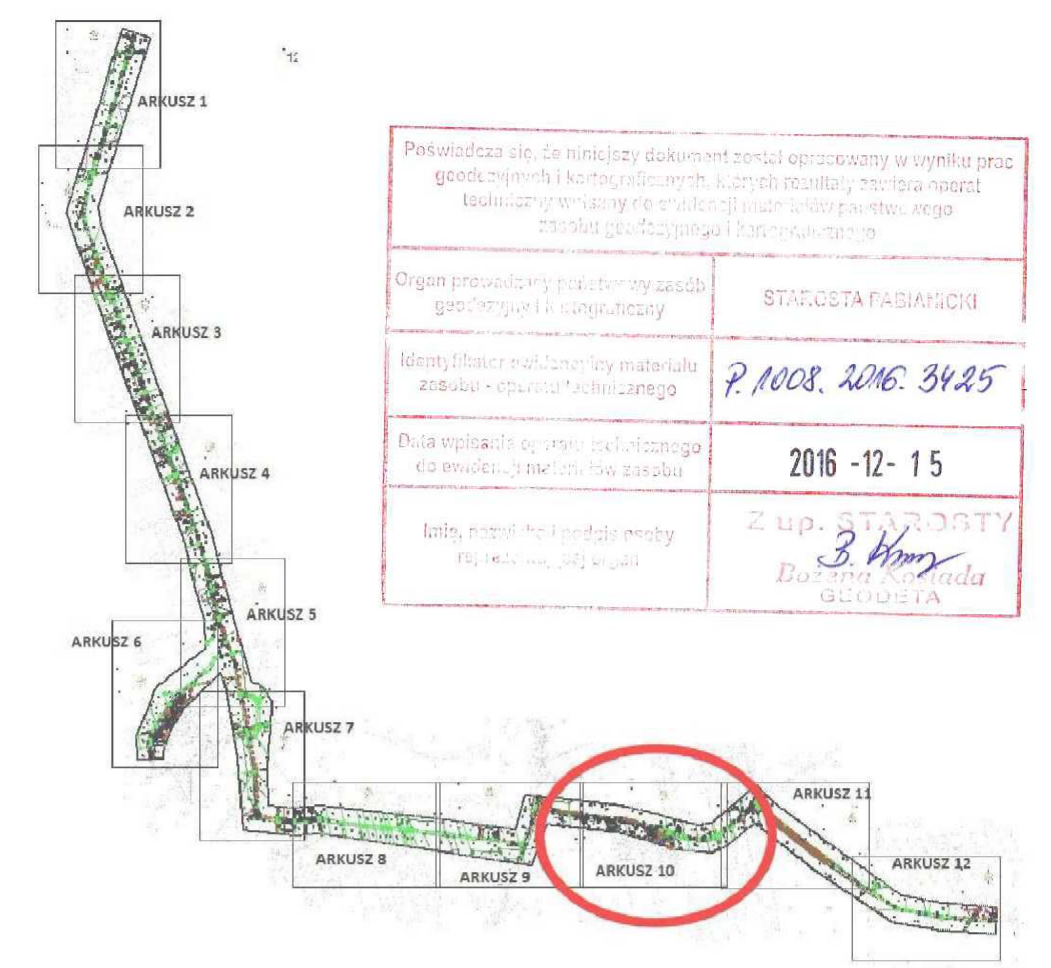 12
ARKUSZ 1
ARKUSZ 2
ARKUSZ 3
ARKUSZ 4
ARKUSZ 5
ARKUSZ 6
ARKUSZ 7
ARKUSZ 8
ARKUSZ 9
ARKUSZ 10
ARKUSZ 11
ARKUSZ 12
Poświadcza się, że niniejszy dokument został opracowany w wyniku prac
geodezyjnych i kartograficznych, których rezultaty zawiera operat
techniczny wpisany do ewidencji materiałów państwowego
zasobu geodezyjnego i kartograficznego
Organ prowadzący państwowy zasób
geodezyjny i kartograficzny
STAROSTA PABIANICKI
Identyfikator ewidencyjny materiału
zasobu - operatu technicznego
P.1008.2016.3425
Data wpisania operatu technicznego
do ewidencji materiałów zasobu
2016 -12- 15
Imię, nazwisko i podpis osoby
reprezentującej organ
Z up. STAROSTY
Bożena
GEODETA